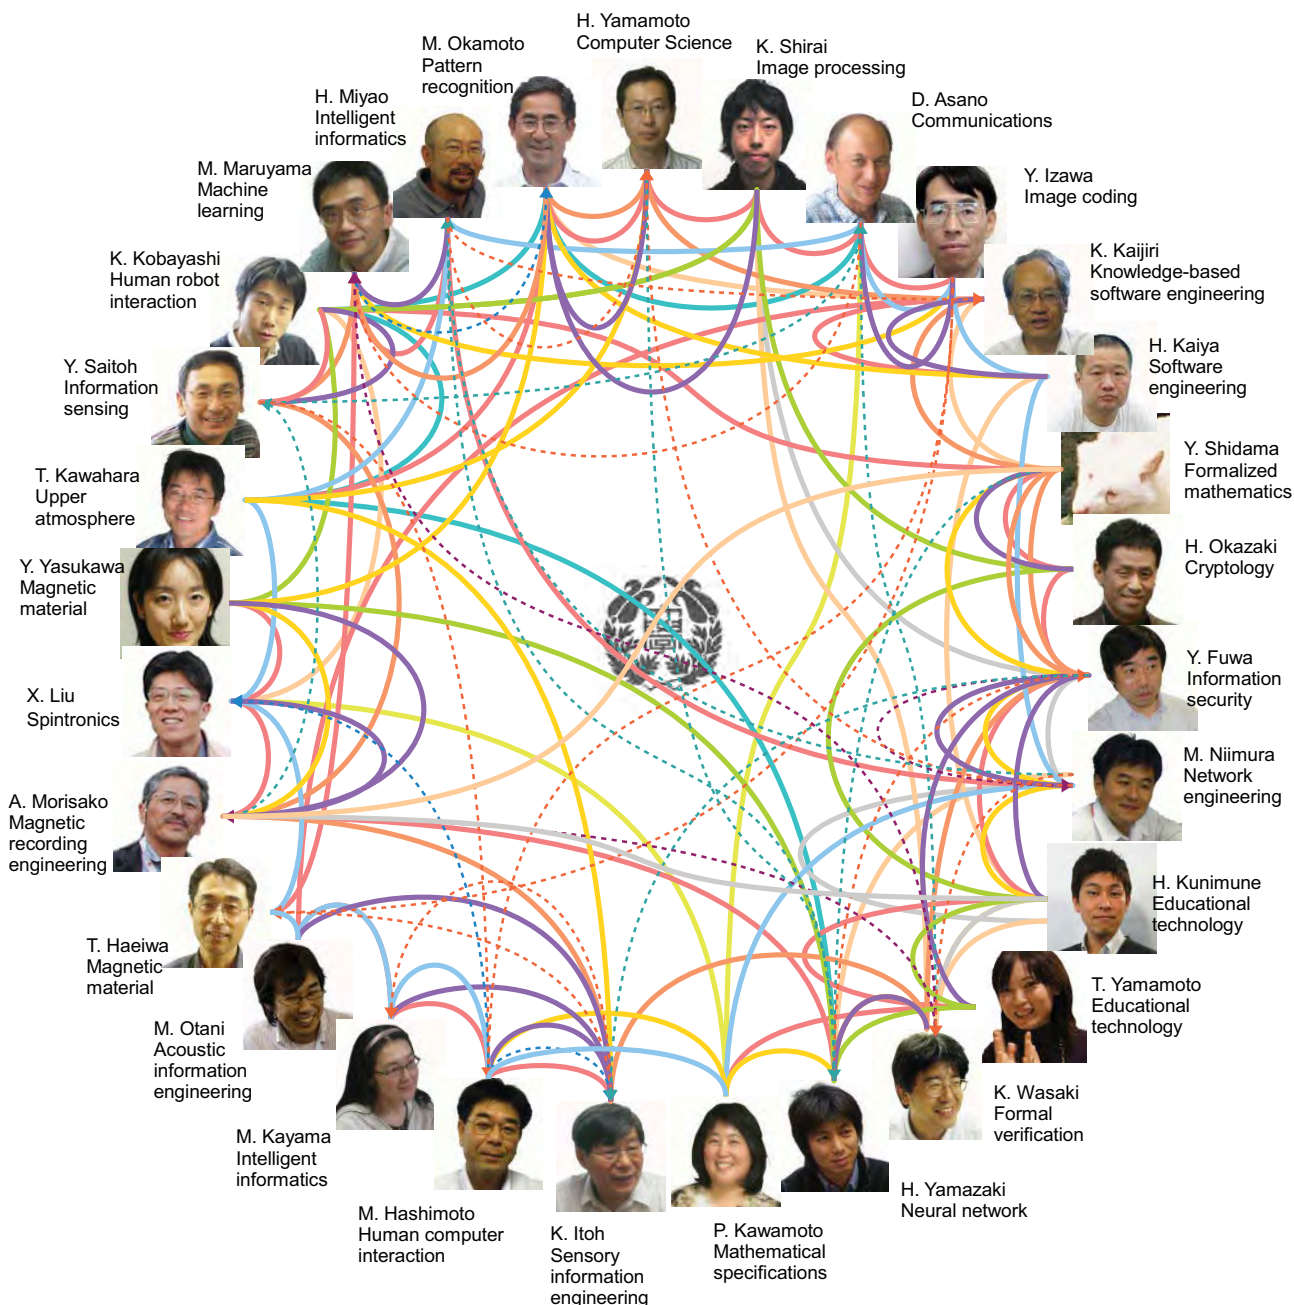 H. Yamamoto
Computer Science
K. Shirai
Image processing
D. Asano
Communications
Y. Izawa
Image coding
K. Kaijiri
Knowledge-based
software engineering
H. Kaiya
Software
engineering
Y. Shidama
Formalized
mathematics
H. Okazaki
Cryptology
Y. Fuwa
Information
security
M. Niimura
Network
engineering
H. Kunimune
Educational
technology
T. Yamamoto
Educational
technology
K. Wasaki
Formal
verification
H. Yamazaki
Neural network
P. Kawamoto
Mathematical
specifications
K. Itoh
Sensory
information
engineering
M. Hashimoto
Human computer
interaction
M. Kayama
Intelligent
informatics
M. Otani
Acoustic
information
engineering
T. Haeiwa
Magnetic
material
A. Morisako
Magnetic
recording
engineering
X. Liu
Spintronics
Y. Yasukawa
Magnetic
material
T. Kawahara
Upper
atmosphere
Y. Saitoh
Information
sensing
K. Kobayashi
Human robot
interaction
M. Maruyama
Machine
learning
H. Miyao
Intelligent
informatics
M. Okamoto
Pattern
recognition